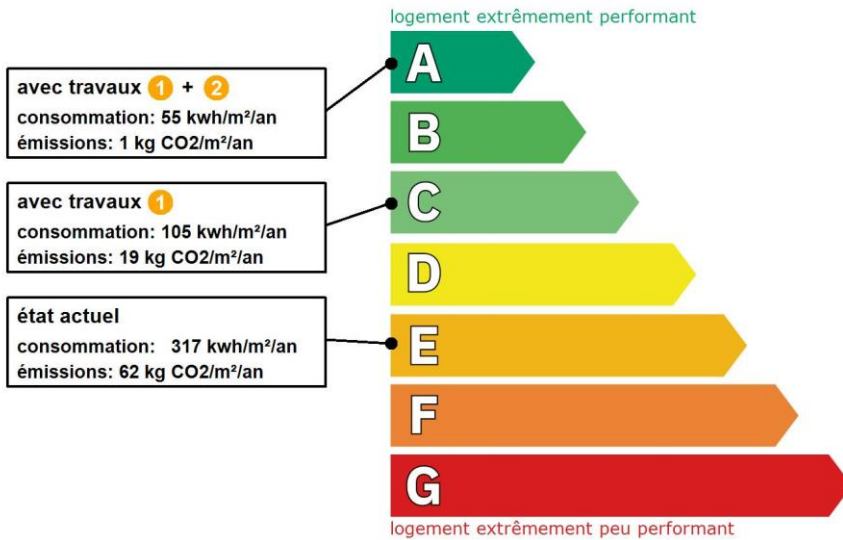 logement extrêmement performant
avec travaux 1 + 2
consommation: 55 kwh/m²/an
émissions: 1 kg CO2/m²/an
avec travaux 1
consommation: 105 kwh/m²/an
émissions: 19 kg CO2/m²/an
état actuel
consommation: 317 kwh/m²/an
émissions: 62 kg CO2/m²/an
A
B
C
D
E
F
G
logement extrêmement peu performant